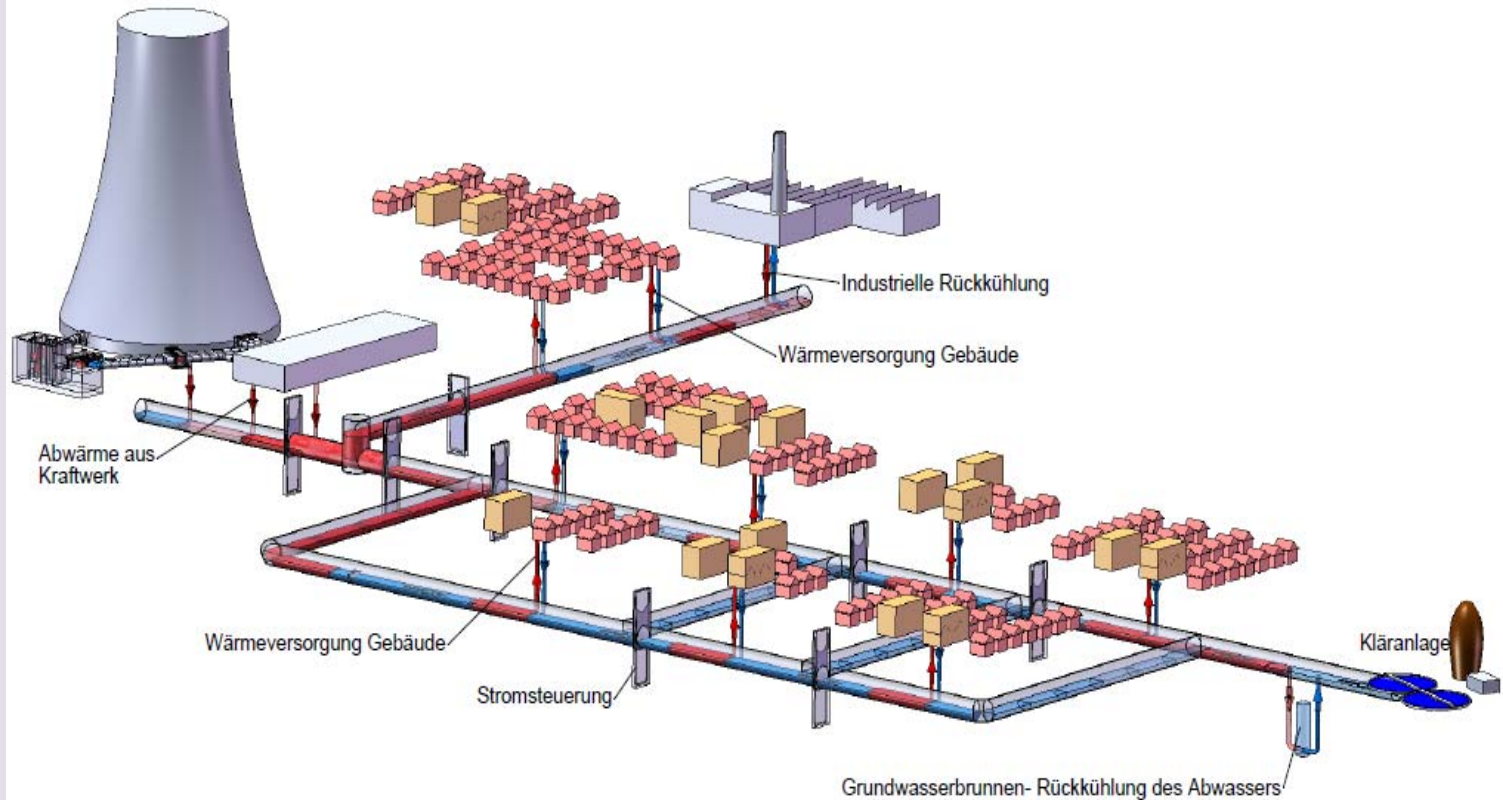 Industrielle Rückkühlung
Wärmeversorgung Gebäude
Abwärme aus
Kraftwerk
Wärmeversorgung Gebäude
Stromsteuerung
Kläranlage
Grundwasserbrunnen- Rückkühlung des Abwassers